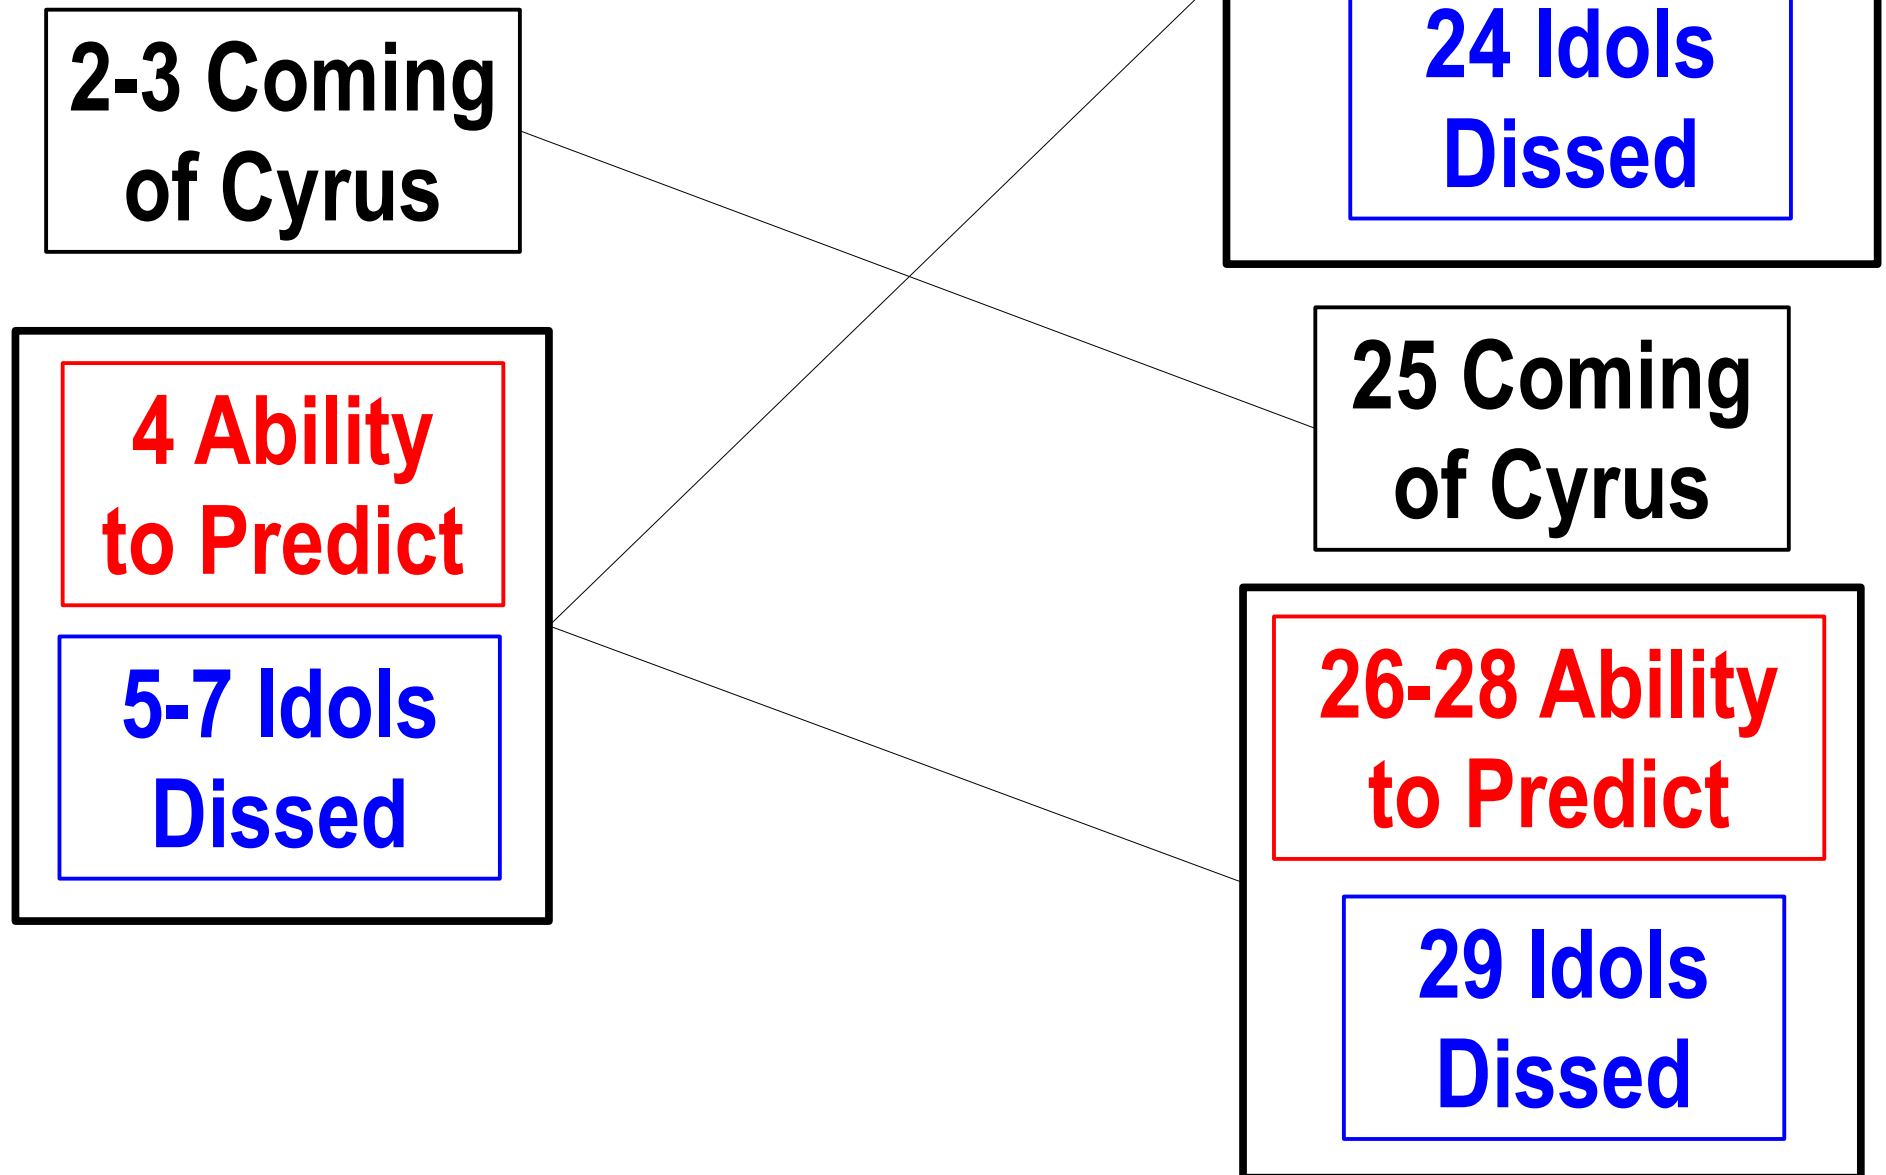 2-3 Coming
of Cyrus
4 Ability
to Predict
5-7 Idols
Dissed
24 Idols
Dissed
25 Coming
of Cyrus
26-28 Ability
to Predict
29 Idols
Dissed